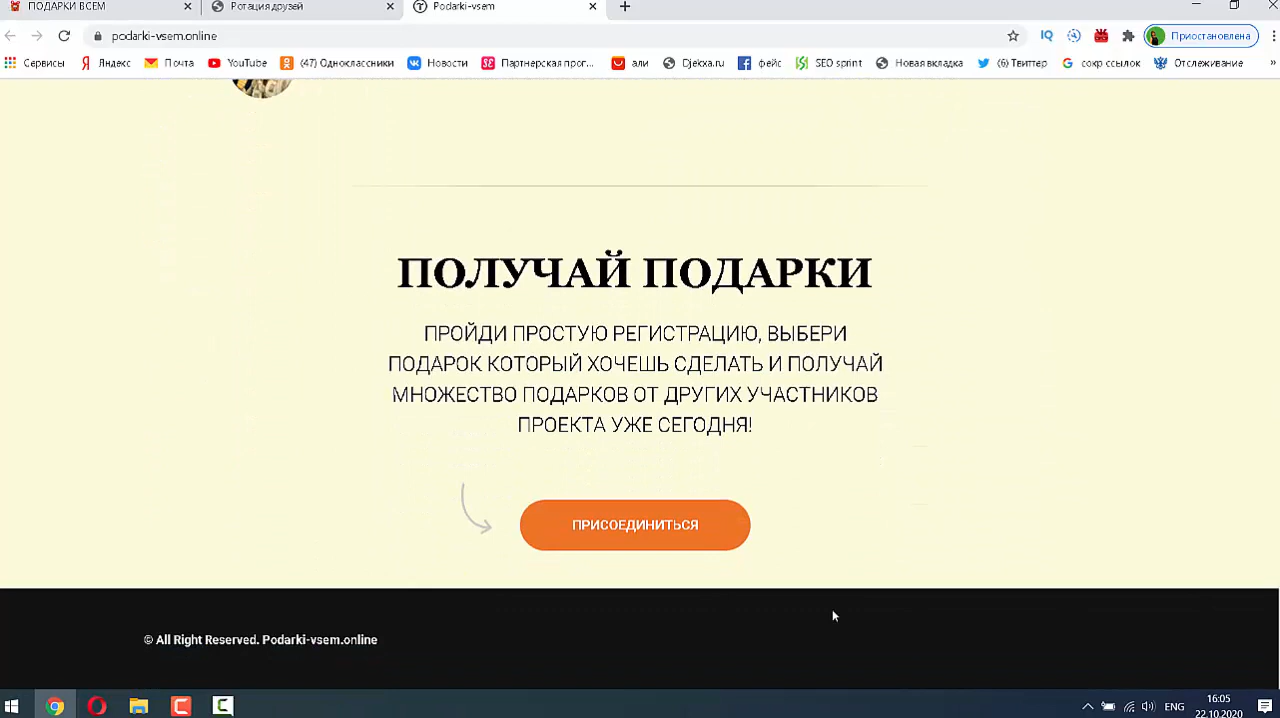 ПОДАРКИ ВСЕМ
Ротация друзей
Podarki-vsem
podarki-vsem.online
Приостановлена
Сервисы
Яндекс
Почта
YouTube
(47) Одноклассники
Новости
Партнерская прог...
али
Djekxa.ru
фейс
SEO sprint
Новая вкладка
(6) Твиттер
сокр ссылок
Отслеживание
»
ПОЛУЧАЙ ПОДАРКИ
ПРОЙДИ ПРОСТУЮ РЕГИСТРАЦИЮ, ВЫБЕРИ
ПОДАРОК КОТОРЫЙ ХОЧЕШЬ СДЕЛАТЬ И ПОЛУЧАЙ
МНОЖЕСТВО ПОДАРКОВ ОТ ДРУГИХ УЧАСТНИКОВ
ПРОЕКТА УЖЕ СЕГОДНЯ!
ПРИСОЕДИНИТЬСЯ
© All Right Reserved. Podarki-vsem.online
ENG
16:05
22.10.2020